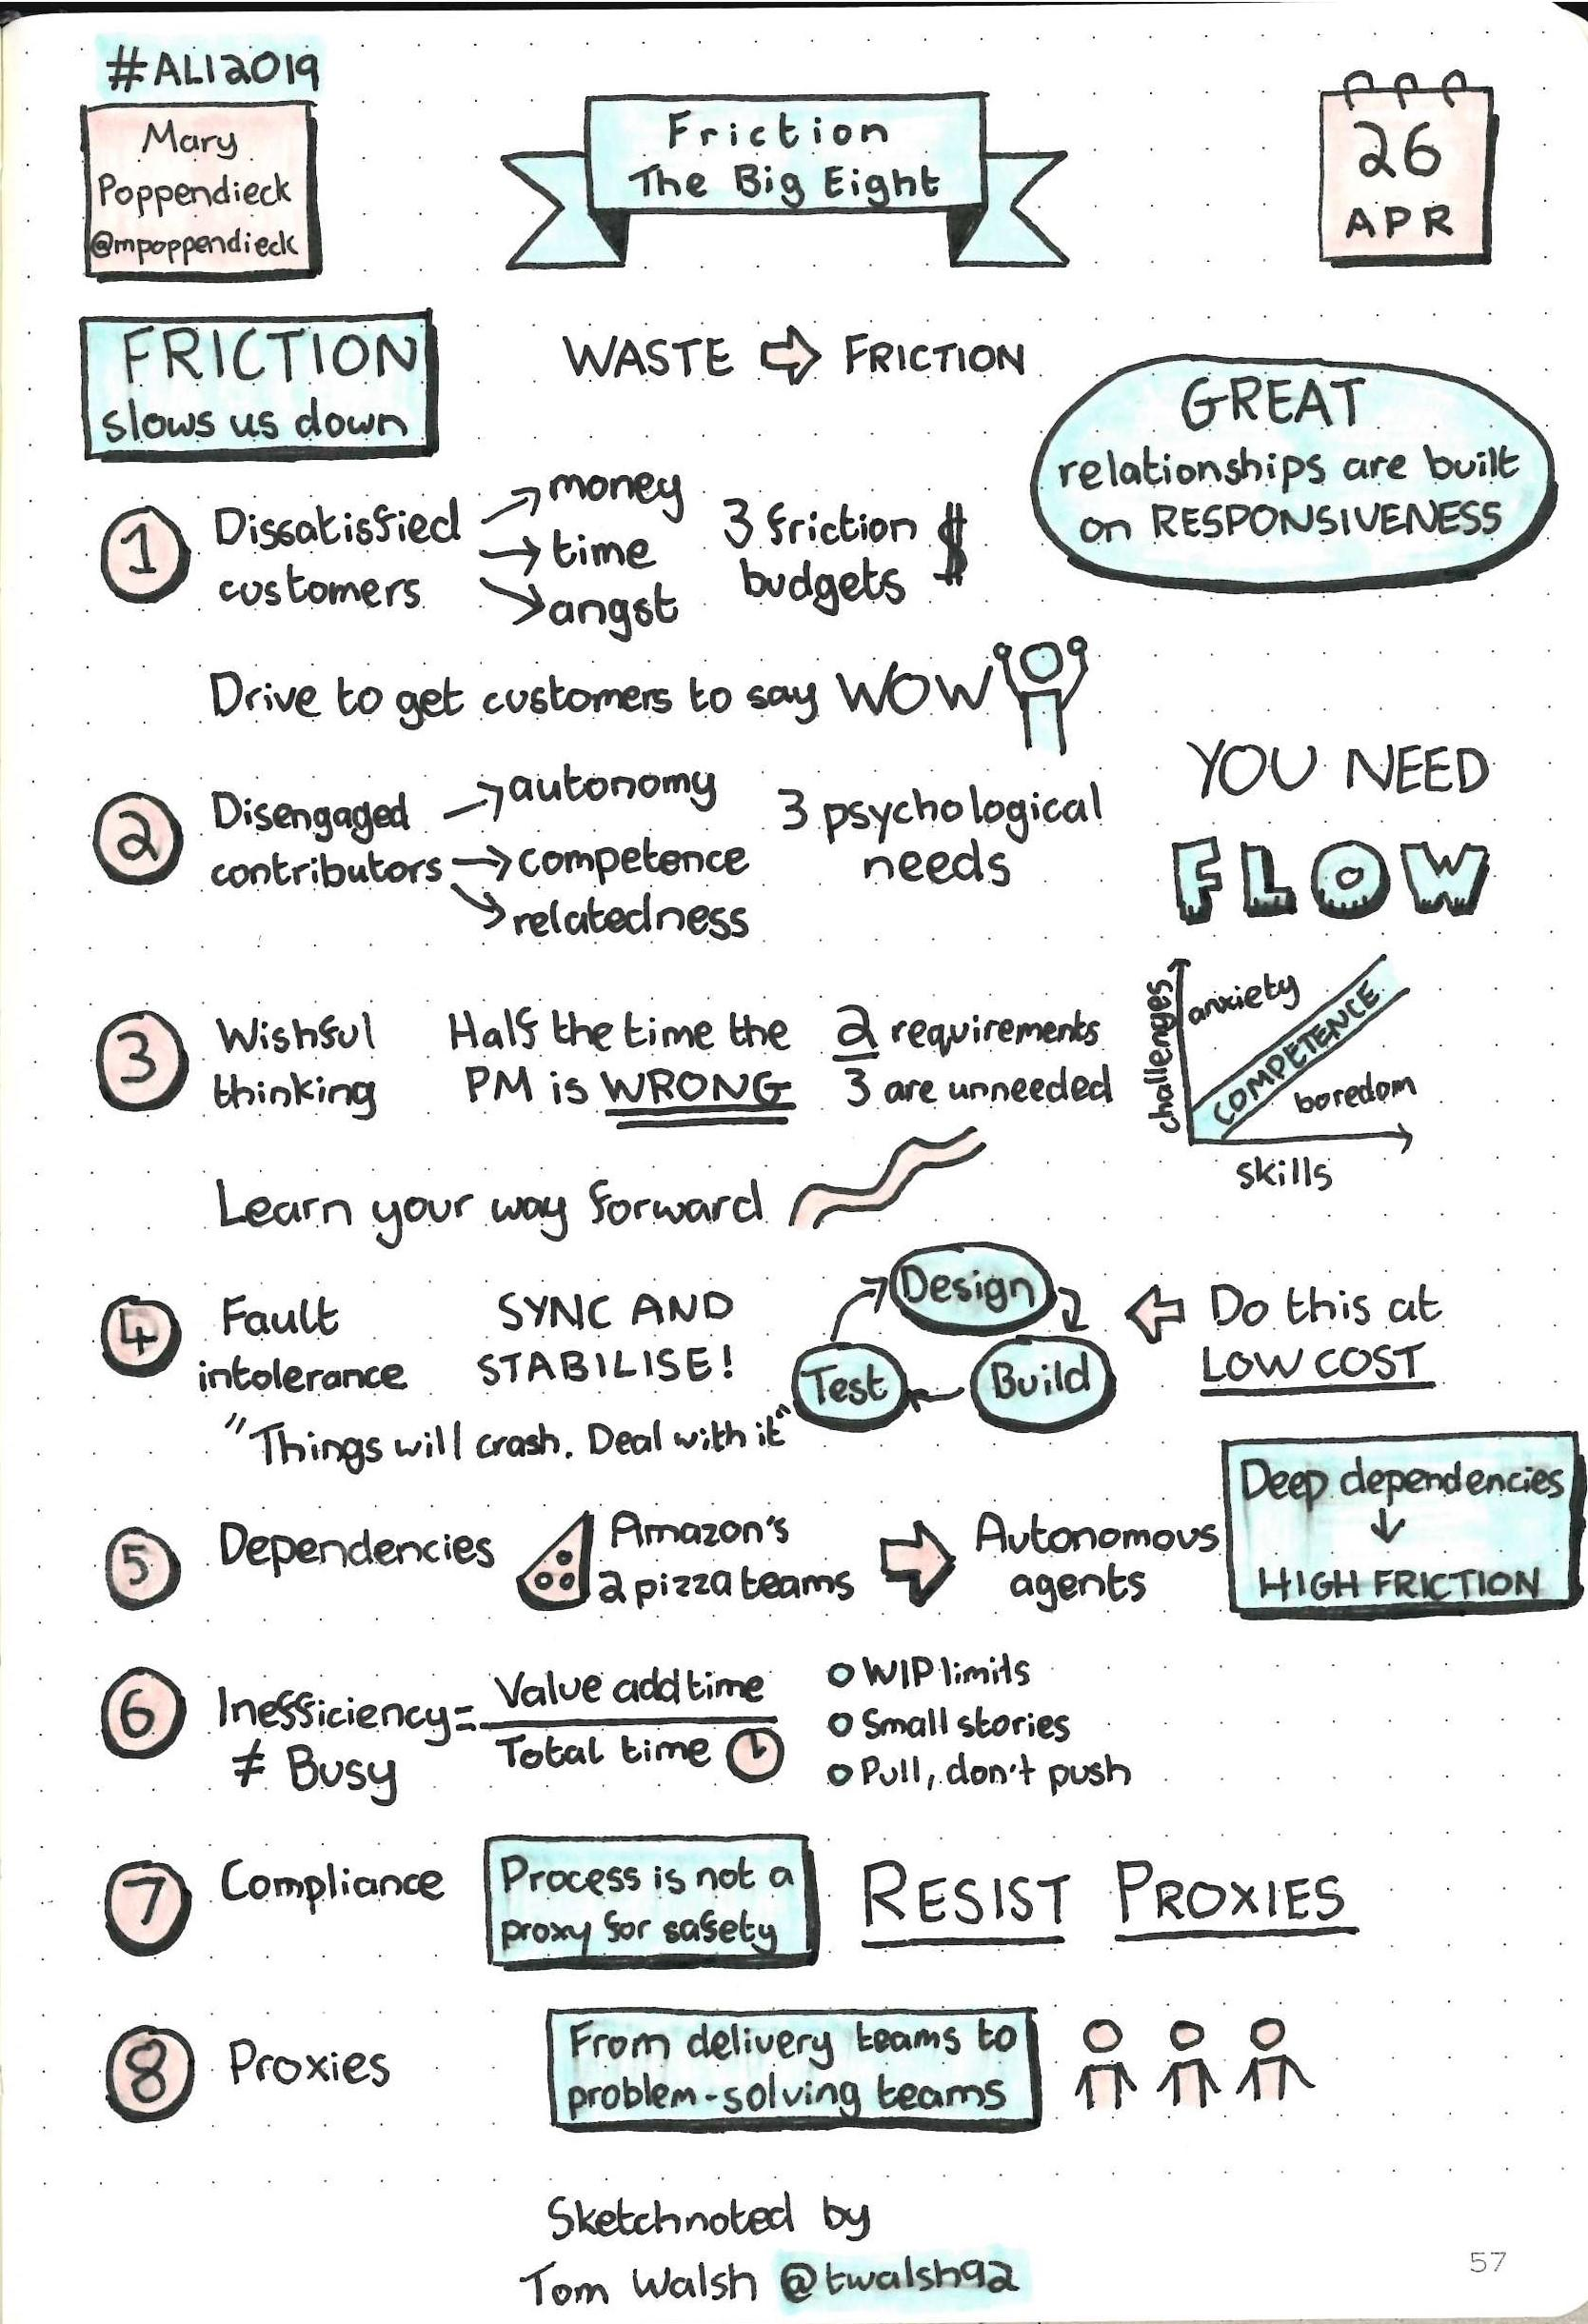 #ALI2019
Mary
Poppendieck
@mpoppendieck
Friction
The Big Eight
26
APR
FRICTION
slows us down
WASTE ⇨ FRICTION
GREAT
relationships are built
on RESPONSIVENESS
1
Dissatisfied
customers
→ money
→ time
→ angst
3 friction
budgets $
Drive to get customers to say WOW
2
Disengaged
contributors
→ autonomy
→ competence
→ relatedness
3 psychological
needs
YOU NEED
FLOW
challenges
anxiety
COMPETENCE
boredom
skills
3
Wishful
thinking
Half the time the
PM is WRONG
2 requirements
3 are unneeded
Learn your way forward
4
Fault
intolerance
SYNC AND
STABILISE!
"Things will crash. Deal with it"
Design
Build
Test
⇦ Do this at
LOW COST
5
Dependencies
Amazon's
2 pizza teams
⇨
Autonomous
agents
Deep dependencies
↓
HIGH FRICTION
6
Inefficiency =
≠ Busy
Value add time
Total time
WIP limits
Small stories
Pull, don't push
7
Compliance
Process is not a
proxy for safety
RESIST PROXIES
8
Proxies
From delivery teams to
problem-solving teams
Sketchnoted by
Tom Walsh @twalsh92
57